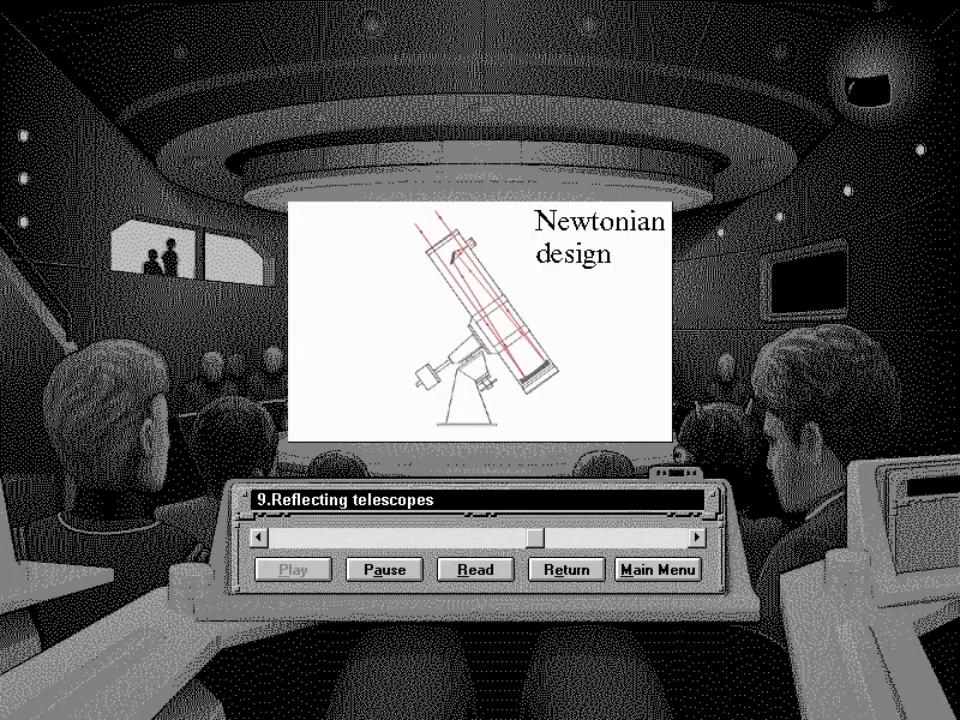 Newtonian
design
9.Reflecting telescopes
Play Pause Read Return Main Menu